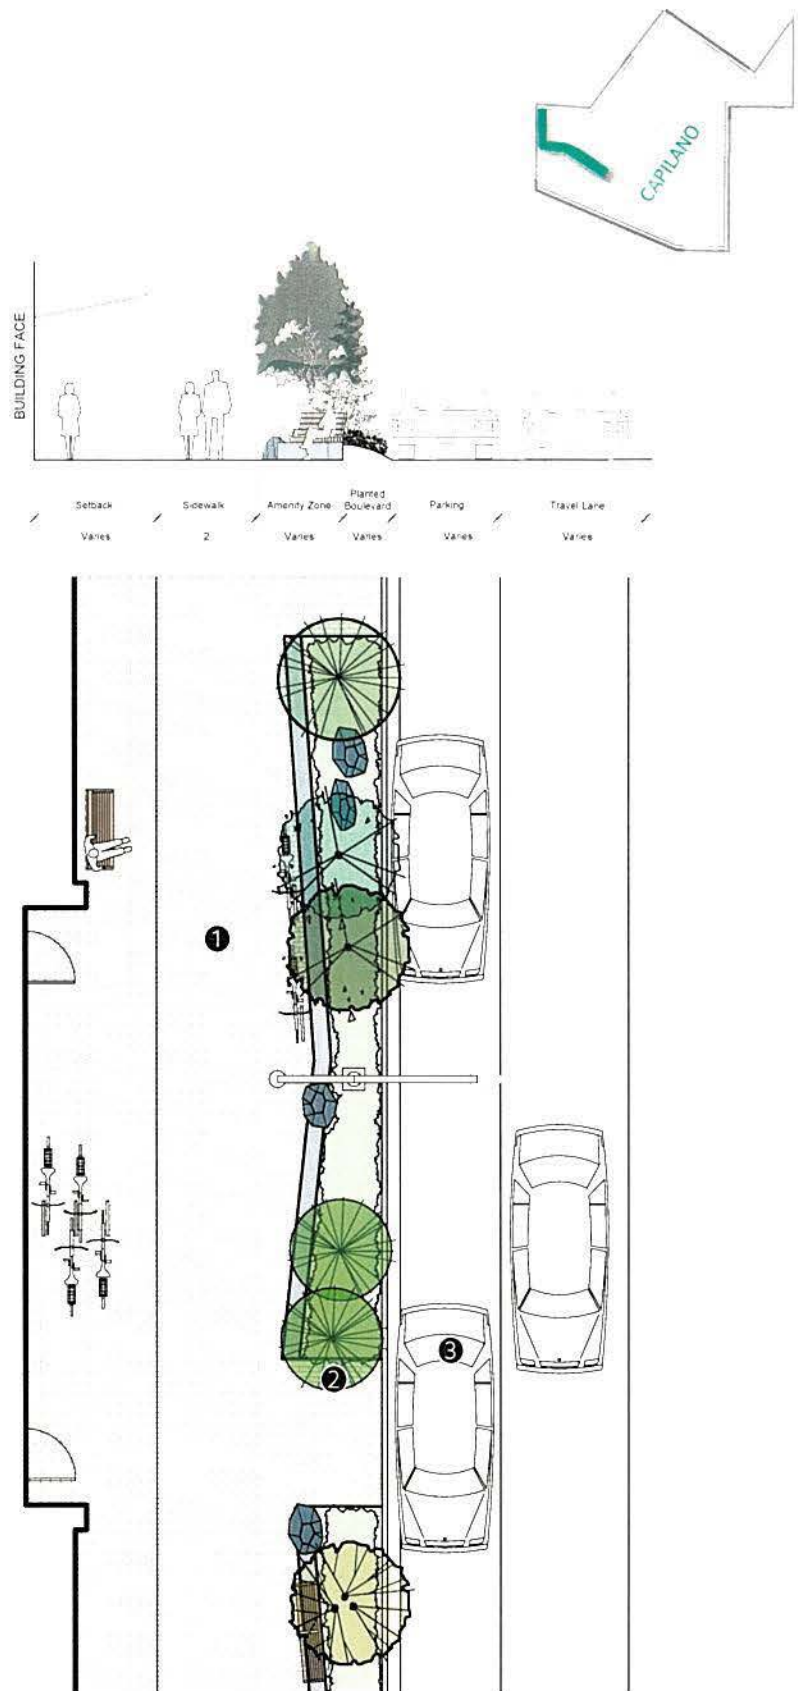 CAPILANO
BUILDING FACE
Setback Sidewalk Amenity Zone Planted Boulevard Parking Travel Lane
Varies 2 Varies Varies Varies Varies
1
2
3